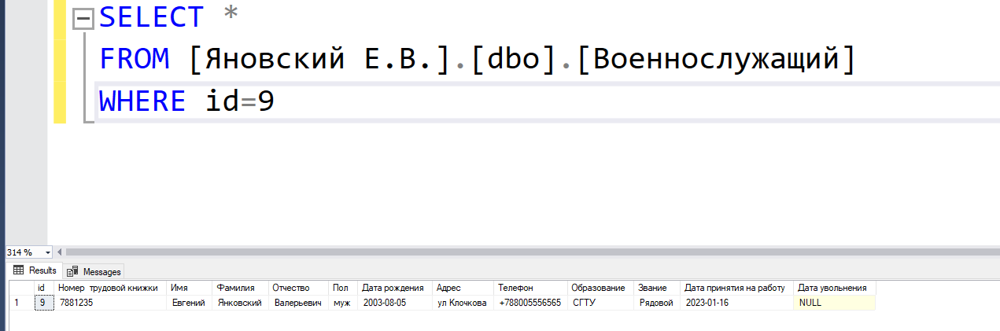 SELECT *
FROM [Яновский Е.В.].[dbo].[Военнослужащий]
WHERE id=9
314 %
Results Messages
id Номер трудовой книжки Имя Фамилия Отчество Пол Дата рождения Адрес Телефон Образование Звание Дата принятия на работу Дата увольнения
1 9 7881235 Евгений Янковский Валерьевич муж 2003-08-05 ул Клочкова +788005556565 СГТУ Рядовой 2023-01-16 NULL